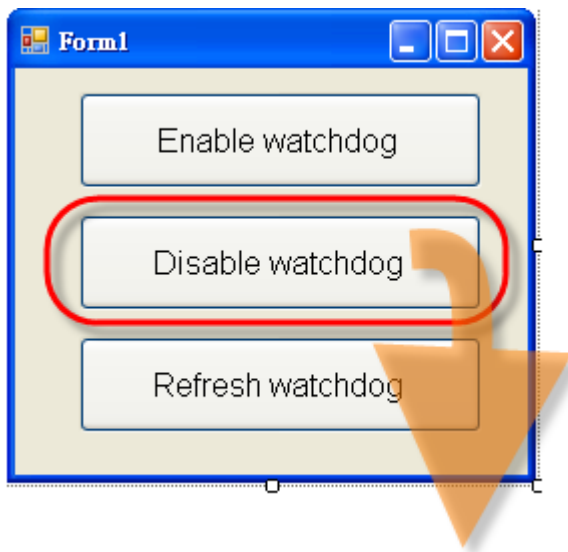 Form1
Enable watchdog
Disable watchdog
Refresh watchdog